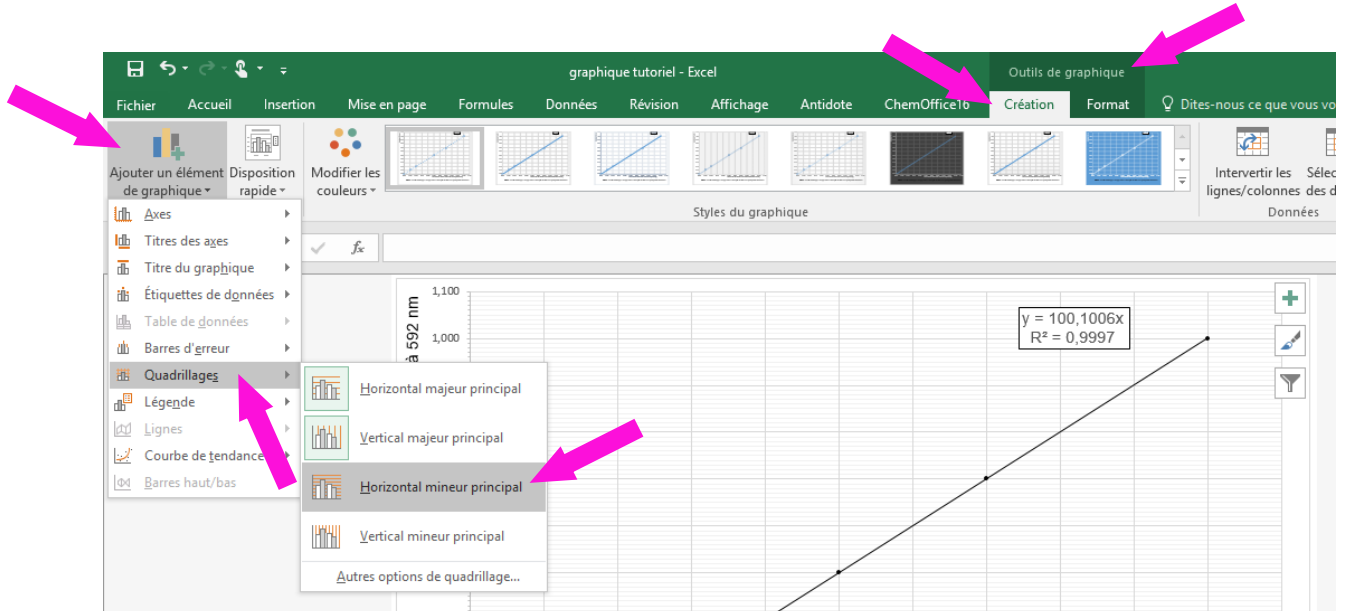 graphique tutoriel - Excel
Outils de graphique
Fichier Accueil Insertion Mise en page Formules Données Révision Affichage Antidote ChemOffice16 Création Format Dites-nous ce que vous vo
Ajouter un élément
de graphique
Disposition
rapide
Modifier les
couleurs
Styles du graphique
Intervertir les
lignes/colonnes
Sélec
des d
Données
fx
Axes
Titres des axes
Titre du graphique
Étiquettes de données
Table de données
Barres d'erreur
Quadrillages
Légende
Lignes
Courbe de tendance
Barres haut/bas
Horizontal majeur principal
Vertical majeur principal
Horizontal mineur principal
Vertical mineur principal
Autres options de quadrillage...
à 592 nm
1,100
1,000
y = 100,1006x
R² = 0,9997